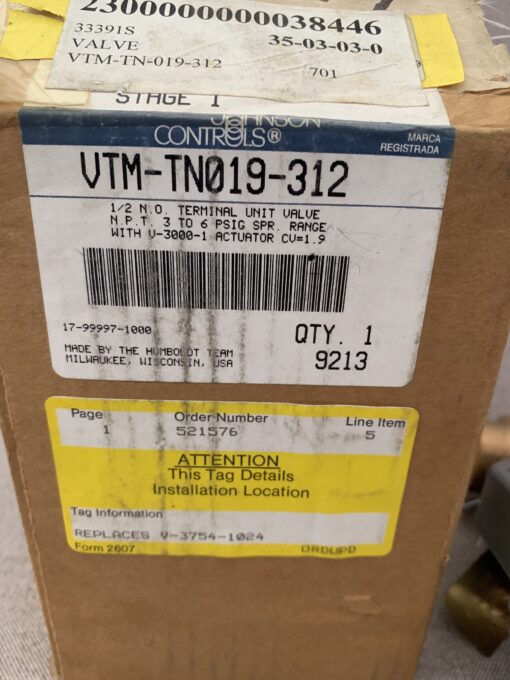 2300000000038446
33391S 35-03-03-0
VALVE
VTM-TN-019-312 701 9
STAGE 1
JOHNSON
CONTROLS®
MARCA
REGISTRADA
VTM-TN019-312
1/2 N.O. TERMINAL UNIT VALVE
N.P.T. 3 TO 6 PSIG SPR. RANGE
WITH V-3000-1 ACTUATOR CV=1.9
17-99997-1000
QTY. 1
MADE BY THE HUMBOLDT TEAM
MILWAUKEE, WISCONSIN, USA
9213
Page Order Number Line Item
1 521576 5
ATTENTION
This Tag Details
Installation Location
Tag Information
REPLACES V-3754-1024
Form 2607 ORDUPD